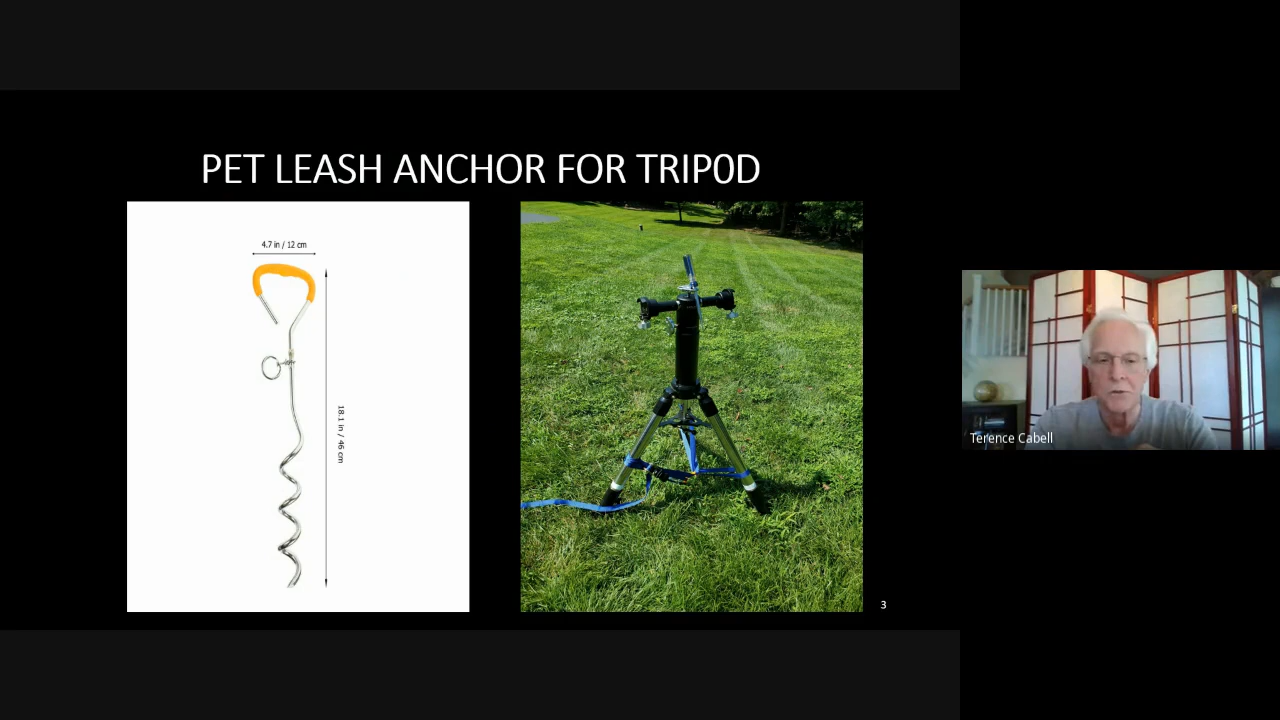 PET LEASH ANCHOR FOR TRIP0D
4.7 in / 12 cm
18.1 in / 46 cm
3
Terence Cabell